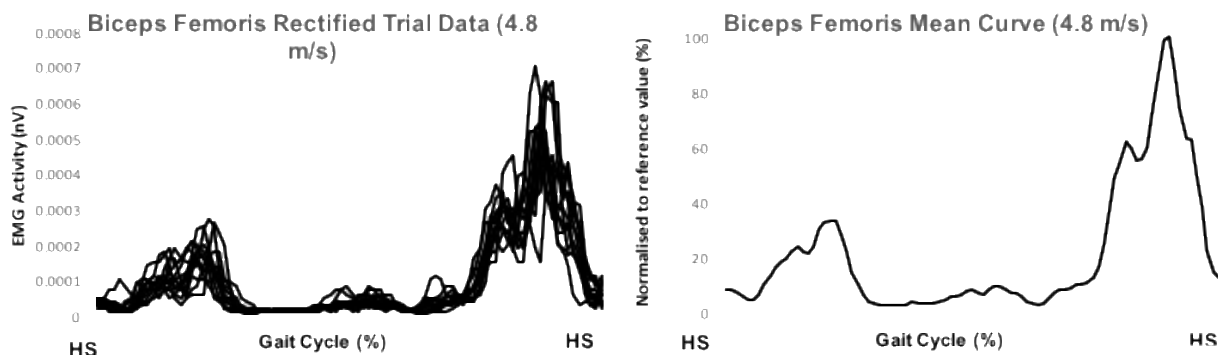 Biceps Femoris Rectified Trial Data (4.8
m/s)
0.0008
0.0007
0.0006
0.0005
0.0004
0.0003
0.0002
0.0001
0
EMG Activity (nV)
HS
Gait Cycle (%)
HS
Biceps Femoris Mean Curve (4.8 m/s)
100
80
60
40
20
0
Normalised to reference value (%)
HS
Gait Cycle (%)
HS